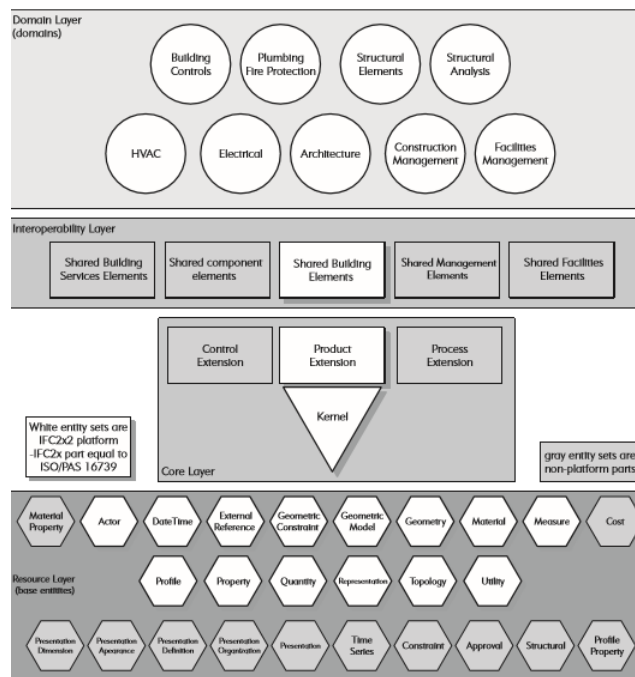 Domain Layer
(domains)
Building
Controls
Plumbing
Fire Protection
Structural
Elements
Structural
Analysis
HVAC
Electrical
Architecture
Construction
Management
Facilities
Management
Interoperability Layer
Shared Building
Services Elements
Shared component
elements
Shared Building
Elements
Shared Management
Elements
Shared Facilities
Elements
Control
Extension
Product
Extension
Process
Extension
Kernel
Core Layer
White entity sets are
IFC2x2 platform
-IFC2x part equal to
ISO/PAS 16739
gray entity sets are
non-platform parts
Material
Property
Actor
DateTime
External
Reference
Geometric
Constraint
Geometric
Model
Geometry
Material
Measure
Cost
Resource Layer
(base entitites)
Profile
Property
Quantity
Representation
Topology
Utility
Presentation
Dimension
Presentation
Apearance
Presentation
Definition
Presentation
Organization
Presentation
Time
Series
Constraint
Approval
Structural
Profile
Property